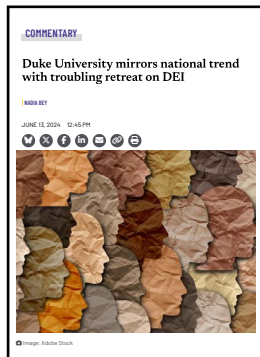 COMMENTARY
Duke University mirrors national trend
with troubling retreat on DEI
NADIA BEY
JUNE 13, 2024 12:45 PM
Image: Adobe Stock